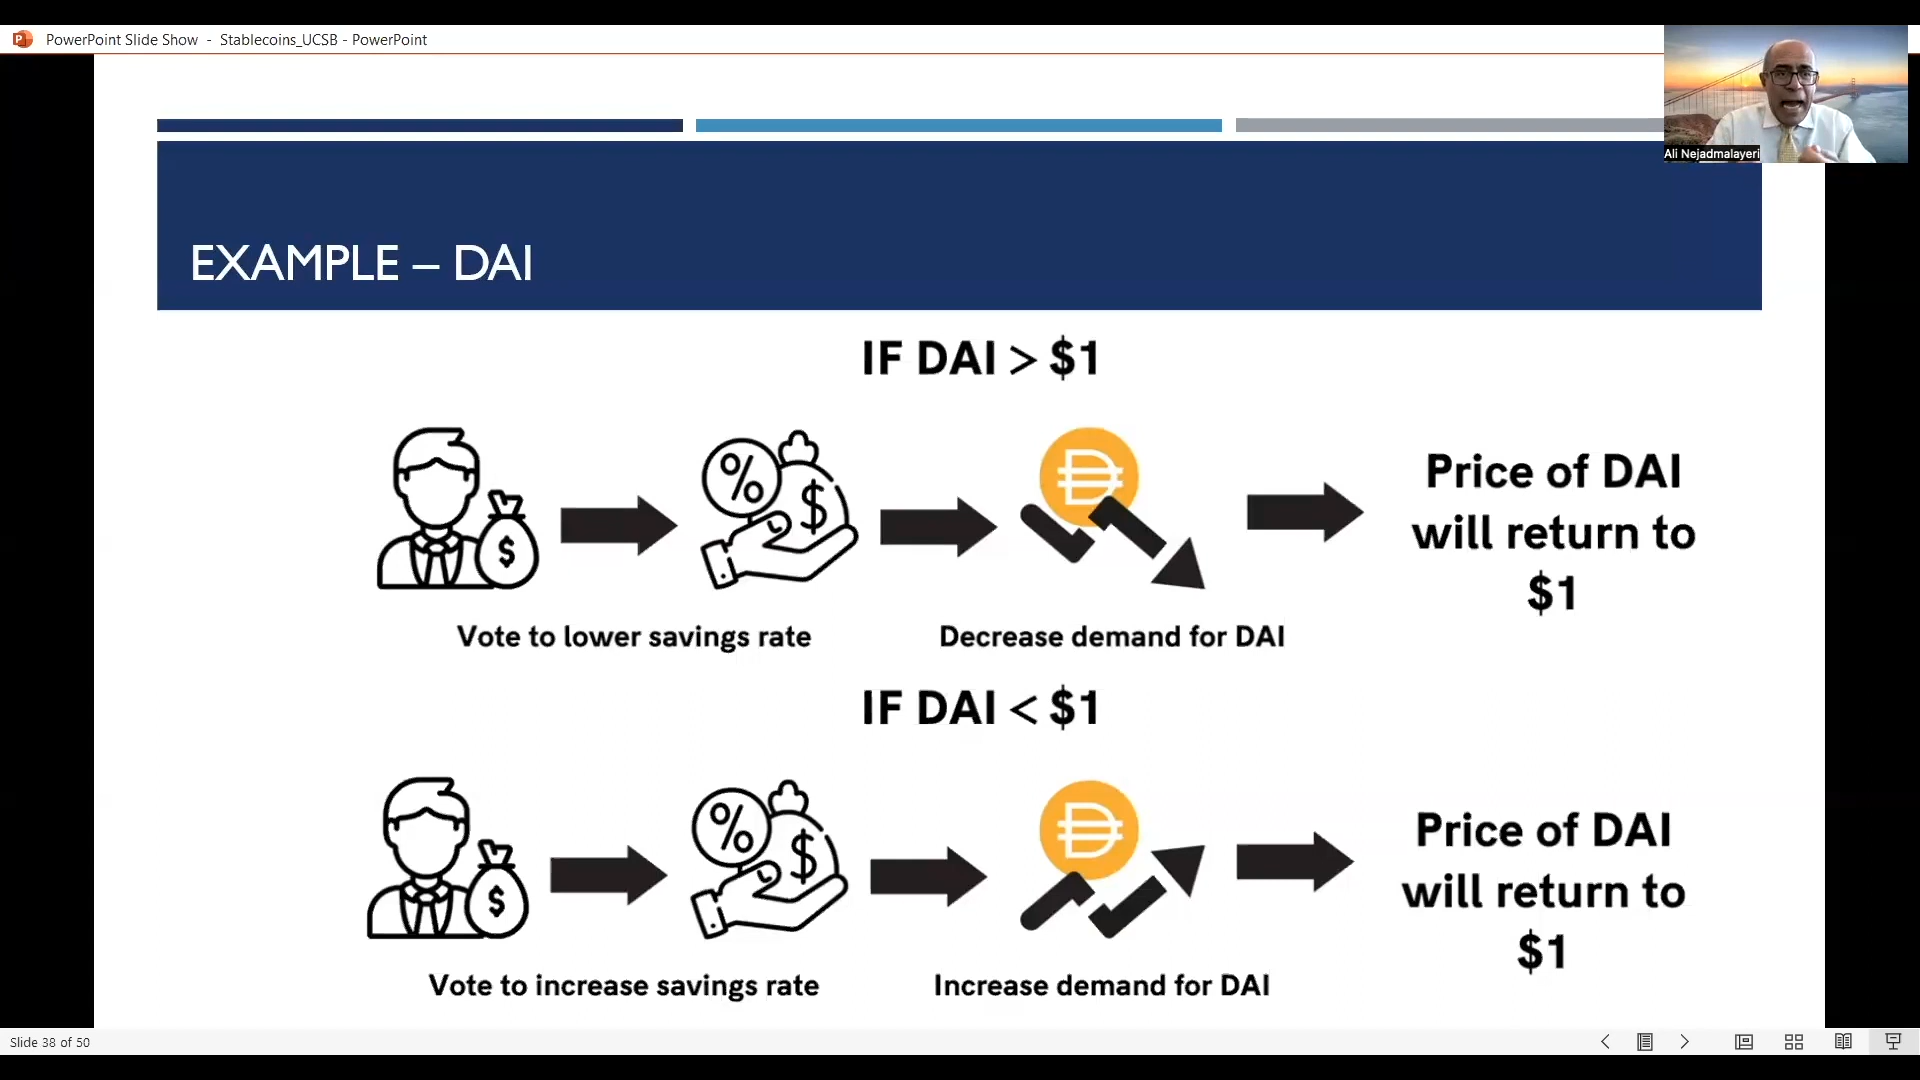 PowerPoint Slide Show - Stablecoins_UCSB - PowerPoint
Ali Nejadmalayeri
EXAMPLE – DAI
IF DAI > $1
Price of DAI
will return to
$1
Vote to lower savings rate
Decrease demand for DAI
IF DAI < $1
Price of DAI
will return to
$1
Vote to increase savings rate
Increase demand for DAI
Slide 38 of 50